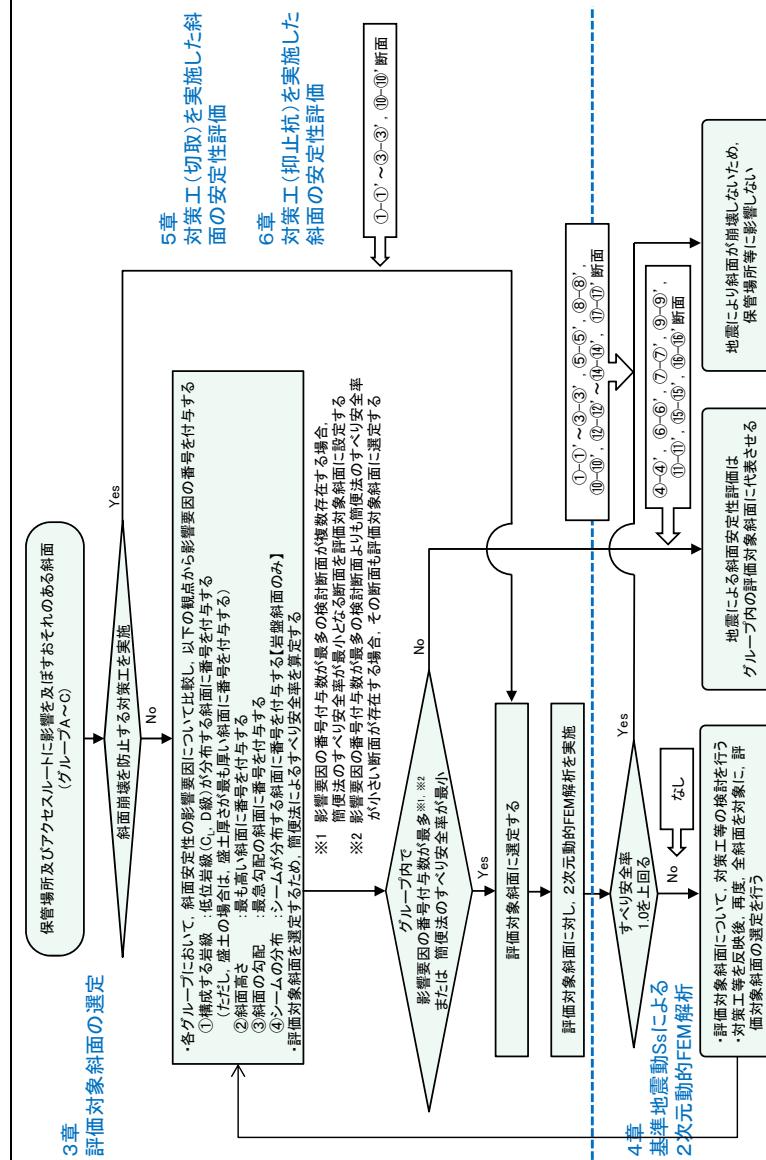 3章
評価対象斜面の選定
保管場所及びアクセスルートに影響を及ぼすおそれのある斜面
(グループA～C)
斜面崩壊を防止する対策工を実施
Yes
No
5章
対策工(切取)を実施した斜
面の安定性評価
6章
対策工(抑止杭)を実施した
斜面の安定性評価
・各グループにおいて，斜面安定性の影響要因について比較し，以下の観点から影響要因の番号を付与する
①構成する岩級　:低位岩級(CL，D級)が分布する斜面に番号を付与する
(ただし，盛土の場合は，盛土厚さが最も厚い斜面に番号を付与する)
②斜面高さ　:最も高い斜面に番号を付与する
③斜面の勾配　:最急勾配の斜面に番号を付与する
④シームの分布　:シームが分布する斜面に番号を付与する【岩盤斜面のみ】
・評価対象斜面を選定するため，簡便法によるすべり安全率を算定する
※1 影響要因の番号付与数が最多の検討断面が複数存在する場合，
簡便法のすべり安全率が最小となる断面を評価対象斜面に設定する
※2 影響要因の番号付与数が最多の検討断面よりも簡便法のすべり安全率
が小さい断面が存在する場合，その断面も評価対象斜面に選定する
①-①’～③-③’，⑩-⑩’断面
グループ内で
影響要因の番号付与数が最多※1，※2
または 簡便法のすべり安全率が最小
No
Yes
評価対象斜面に選定する
評価対象斜面に対し，2次元動的FEM解析を実施
4章
基準地震動Ssによる
2次元動的FEM解析
すべり安全率
1.0を上回る
Yes
No
なし
①-①’～③-③’，⑤-⑤’，⑧-⑧’，
⑩-⑩’，⑫-⑫’～⑭-⑭’，⑰-⑰’断面
④-④’，⑥-⑥’，⑦-⑦’，⑨-⑨’，
⑪-⑪’，⑮-⑮’，⑯-⑯’断面
・評価対象斜面について，対策工等の検討を行う
・対策工等を反映後，再度，全斜面を対象に，評
価対象斜面の選定を行う
地震による斜面安定性評価は
グループ内の評価対象斜面に代表させる
地震により斜面が崩壊しないため，
保管場所等に影響しない